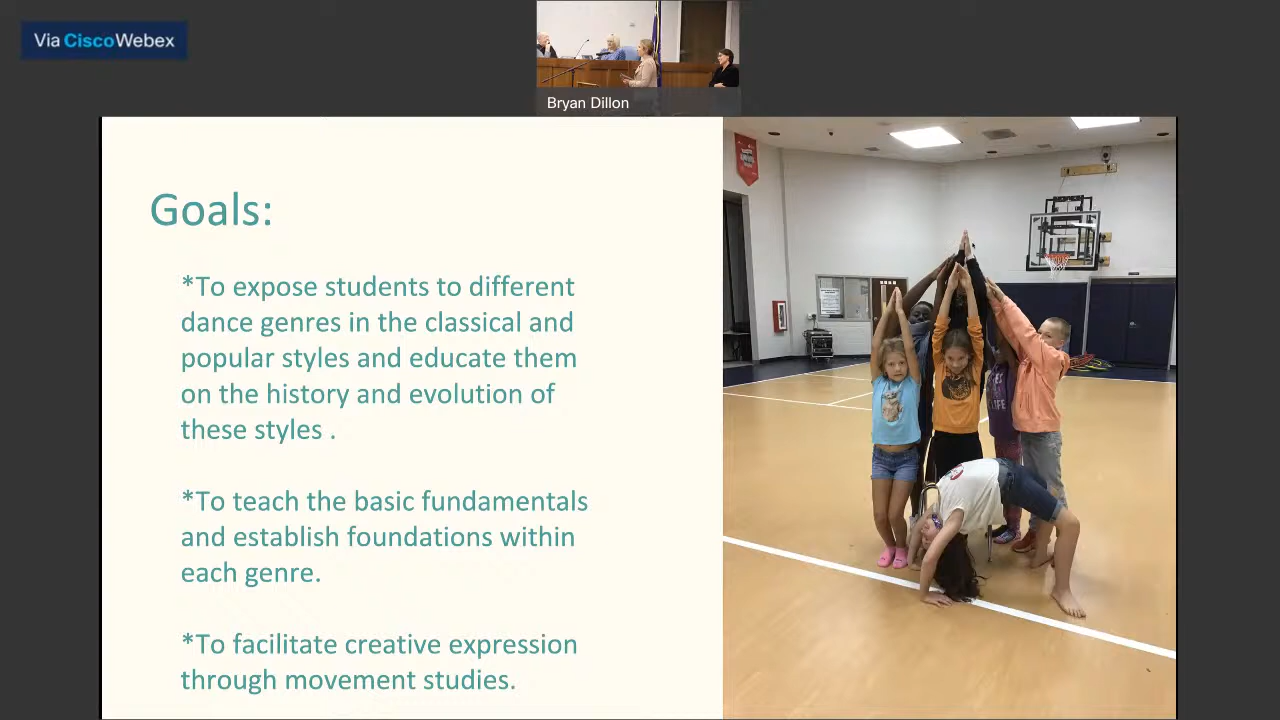 Via CiscoWebex
Bryan Dillon
Goals:
*To expose students to different
dance genres in the classical and
popular styles and educate them
on the history and evolution of
these styles .
*To teach the basic fundamentals
and establish foundations within
each genre.
*To facilitate creative expression
through movement studies.